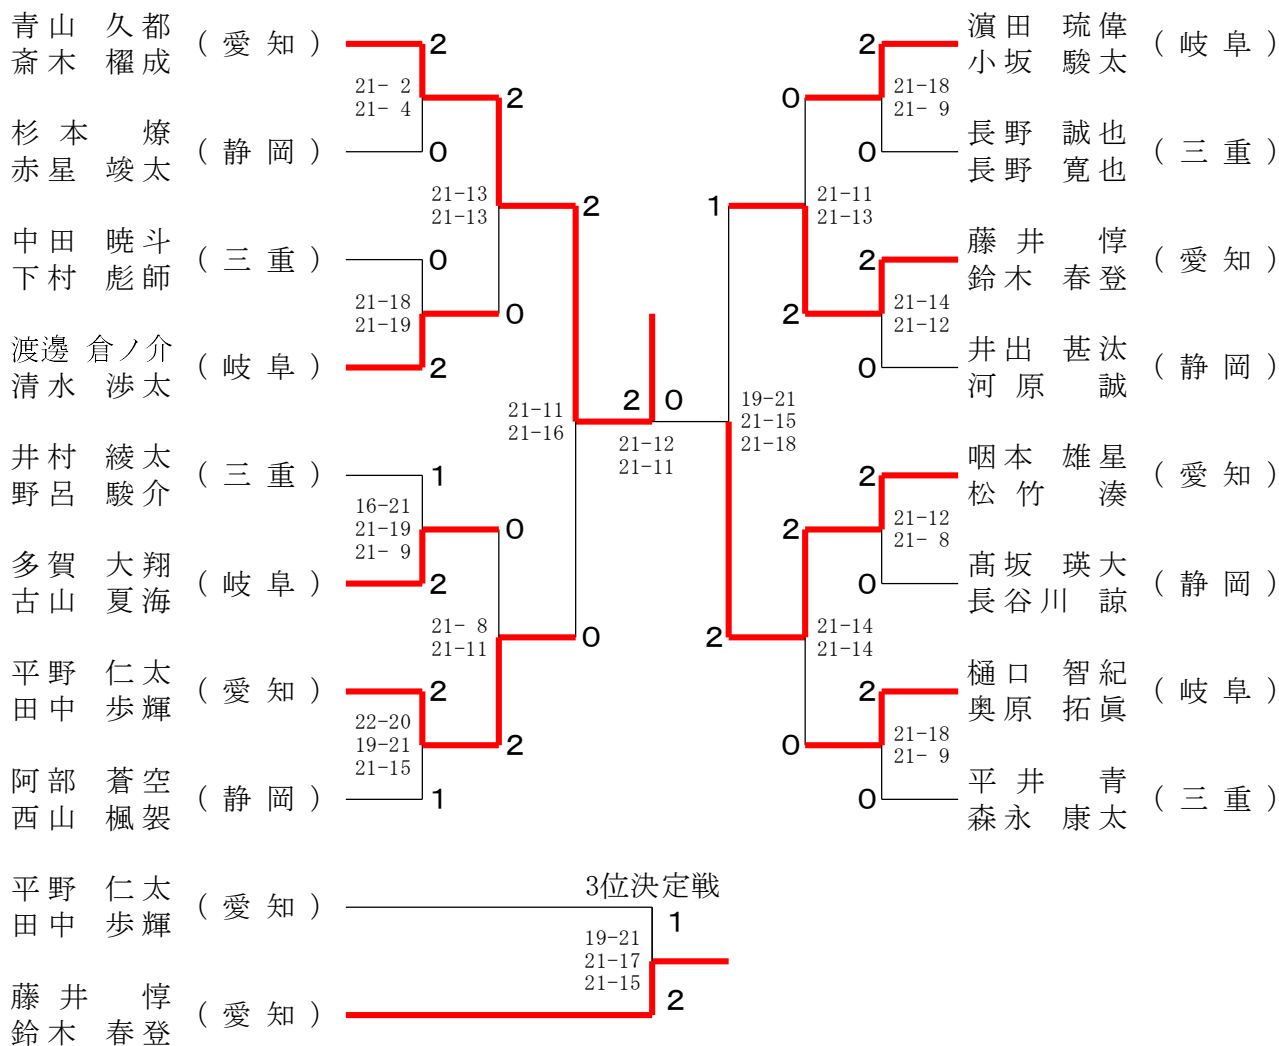 青山 久都
斎木 櫂成
(愛知)
2
21- 2
21- 4
2
杉本 燎
赤星 竣太
(静岡)
0
21-13
21-13
2
中田 暁斗
下村 彪師
(三重)
0
21-18
21-19
0
渡邊 倉ノ介
清水 渉太
(岐阜)
2
21-11
21-16
井村 綾太
野呂 駿介
(三重)
1
16-21
21-19
21- 9
0
多賀 大翔
古山 夏海
(岐阜)
2
21- 8
21-11
0
平野 仁太
田中 歩輝
(愛知)
2
22-20
19-21
21-15
2
阿部 蒼空
西山 楓袈
(静岡)
1
2 0
21-12
21-11
濵田 琉偉
小坂 駿太
(岐阜)
2
21-18
21- 9
0
長野 誠也
長野 寛也
(三重)
0
21-11
21-13
1
藤井 惇
鈴木 春登
(愛知)
2
21-14
21-12
2
井出 甚汰
河原 誠
(静岡)
0
19-21
21-15
21-18
咽本 雄星
松竹 湊
(愛知)
2
21-12
21- 8
2
髙坂 瑛大
長谷川 諒
(静岡)
0
21-14
21-14
2
樋口 智紀
奥原 拓眞
(岐阜)
2
21-18
21- 9
0
平井 青
森永 康太
(三重)
0
3位決定戦
平野 仁太
田中 歩輝
(愛知)
1
19-21
21-17
21-15
藤井 惇
鈴木 春登
(愛知)
2